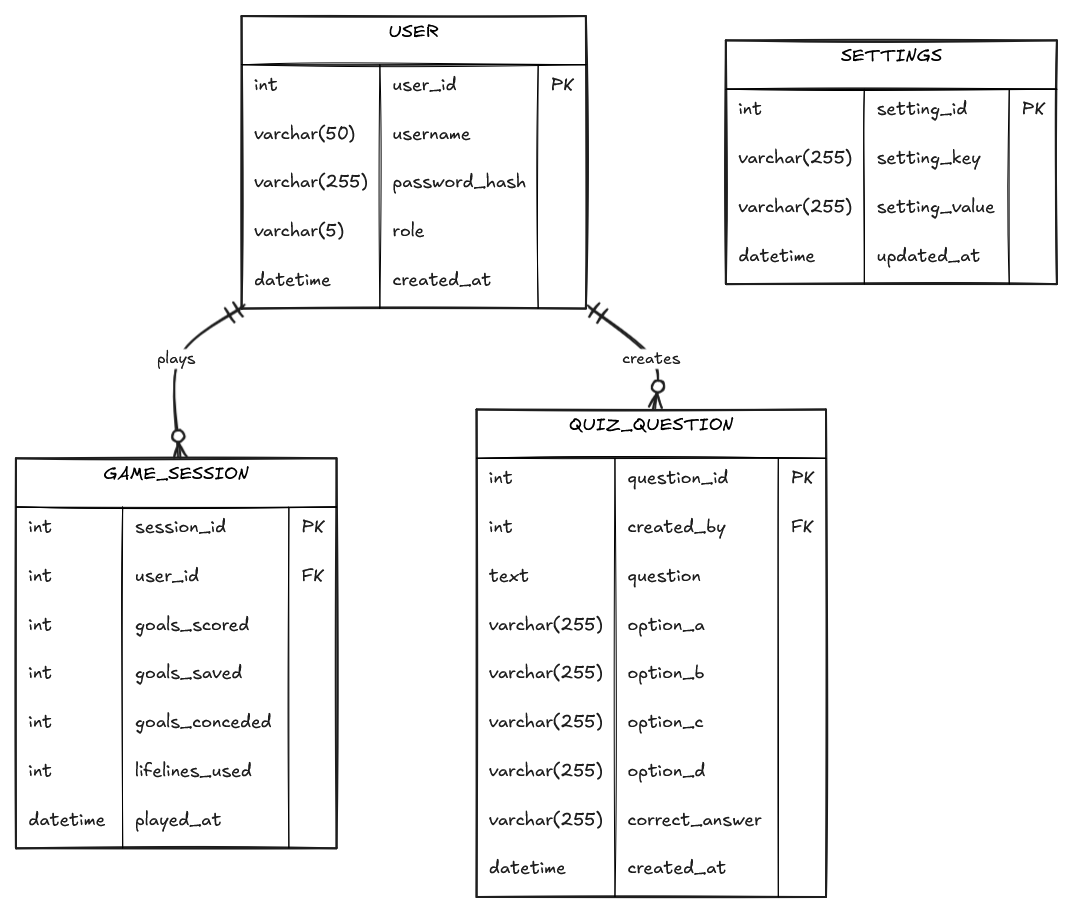 USER
int user_id PK
varchar(50) username
varchar(255) password_hash
varchar(5) role
datetime created_at
SETTINGS
int setting_id PK
varchar(255) setting_key
varchar(255) setting_value
datetime updated_at
plays
creates
GAME_SESSION
int session_id PK
int user_id FK
int goals_scored
int goals_saved
int goals_conceded
int lifelines_used
datetime played_at
QUIZ_QUESTION
int question_id PK
int created_by FK
text question
varchar(255) option_a
varchar(255) option_b
varchar(255) option_c
varchar(255) option_d
varchar(255) correct_answer
datetime created_at